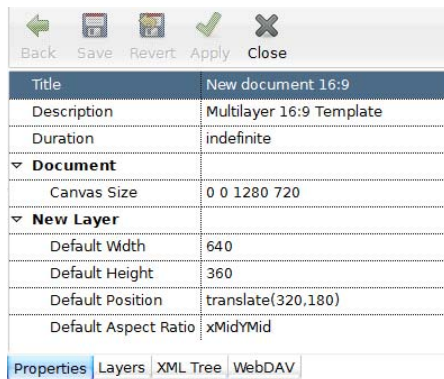 Back Save Revert Apply Close
Title New document 16:9
Description Multilayer 16:9 Template
Duration indefinite
Document
Canvas Size 0 0 1280 720
New Layer
Default Width 640
Default Height 360
Default Position translate(320,180)
Default Aspect Ratio xMidYMid
Properties Layers XML Tree WebDAV